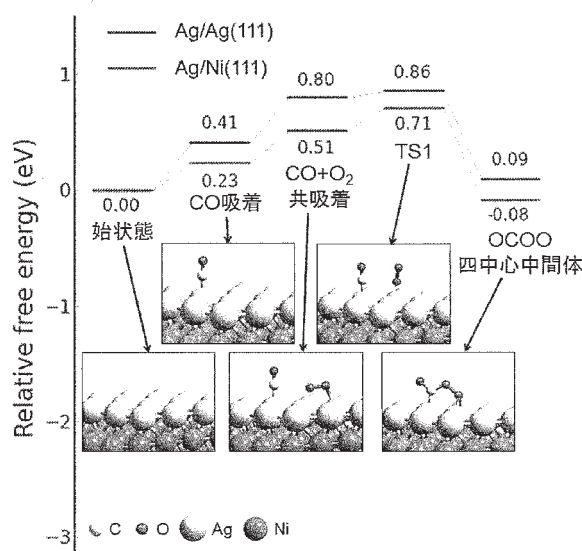 Ag/Ag(111)
Ag/Ni(111)
Relative free energy (eV)
1
0
−1
−2
−3
0.00
始状態
0.41
0.23
CO吸着
0.80
0.51
CO+O₂
共吸着
0.86
0.71
TS1
0.09
-0.08
OCOO
四中心中間体
C O Ag Ni